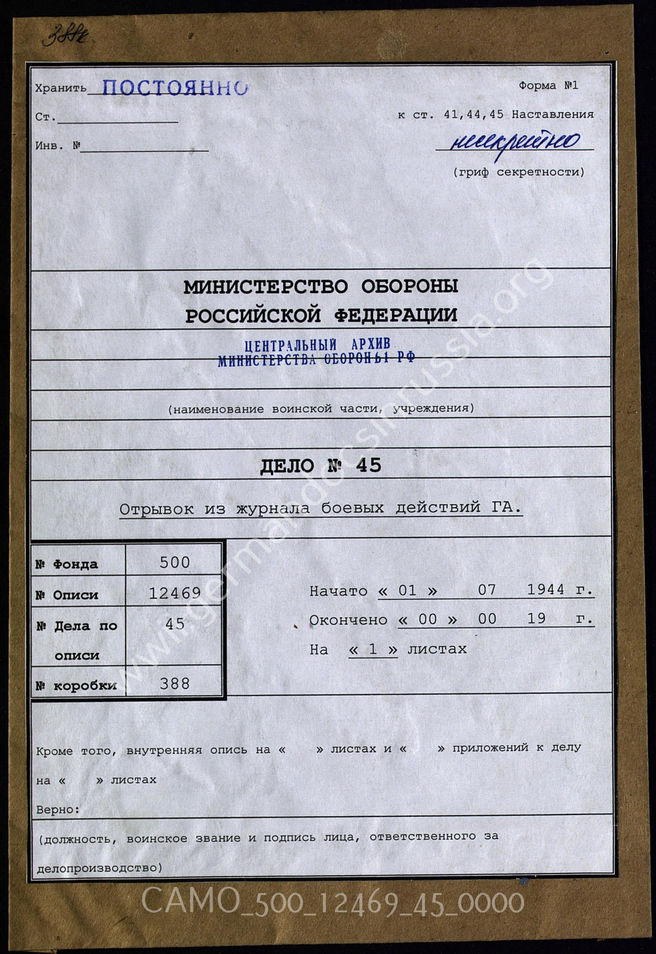 388
Хранить ПОСТОЯННО
Форма №1
Ст.
к ст. 41,44,45 Наставления
Инв. №
несекретно
(гриф секретности)
МИНИСТЕРСТВО ОБОРОНЫ
РОССИЙСКОЙ ФЕДЕРАЦИИ
ЦЕНТРАЛЬНЫЙ АРХИВ
МИНИСТЕРСТВА ОБОРОНЫ РФ
(наименование воинской части, учреждения)
ДЕЛО № 45
Отрывок из журнала боевых действий ГА.
№ Фонда 500
№ Описи 12469
№ Дела по 45
описи
№ коробки 388
Начато « 01 » 07 1944 г.
Окончено « 00 » 00 19 г.
На « 1 » листах
Кроме того, внутренняя опись на « » листах и « » приложений к делу
на « » листах
Верно:
(должность, воинское звание и подпись лица, ответственного за
делопроизводство)
www.germandocsinrussia.org
CAMO_500_12469_45_0000